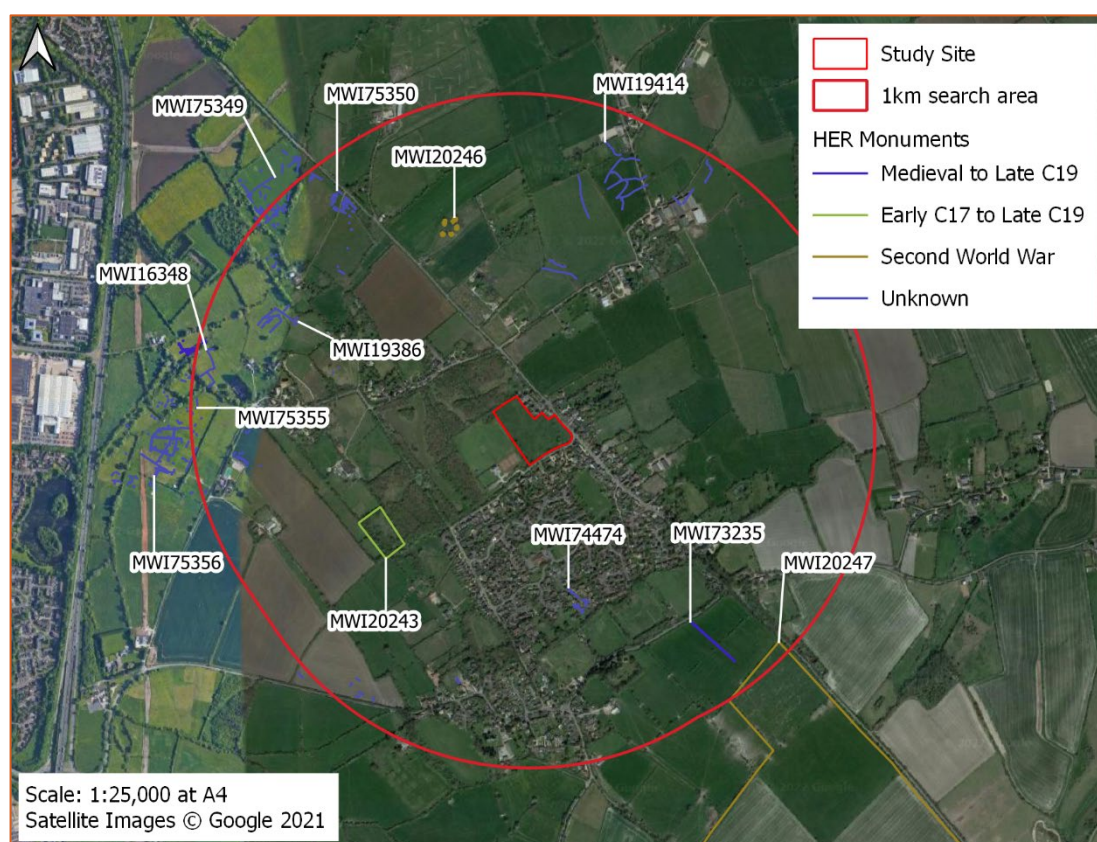 MWI19414
MWI75350
MWI75349
MWI20246
MWI16348
MWI19386
MWI75355
MWI74474
MWI73235
MWI20247
MWI75356
MWI20243
Study Site
1km search area
HER Monuments
Medieval to Late C19
Early C17 to Late C19
Second World War
Unknown
Scale: 1:25,000 at A4
Satellite Images © Google 2021